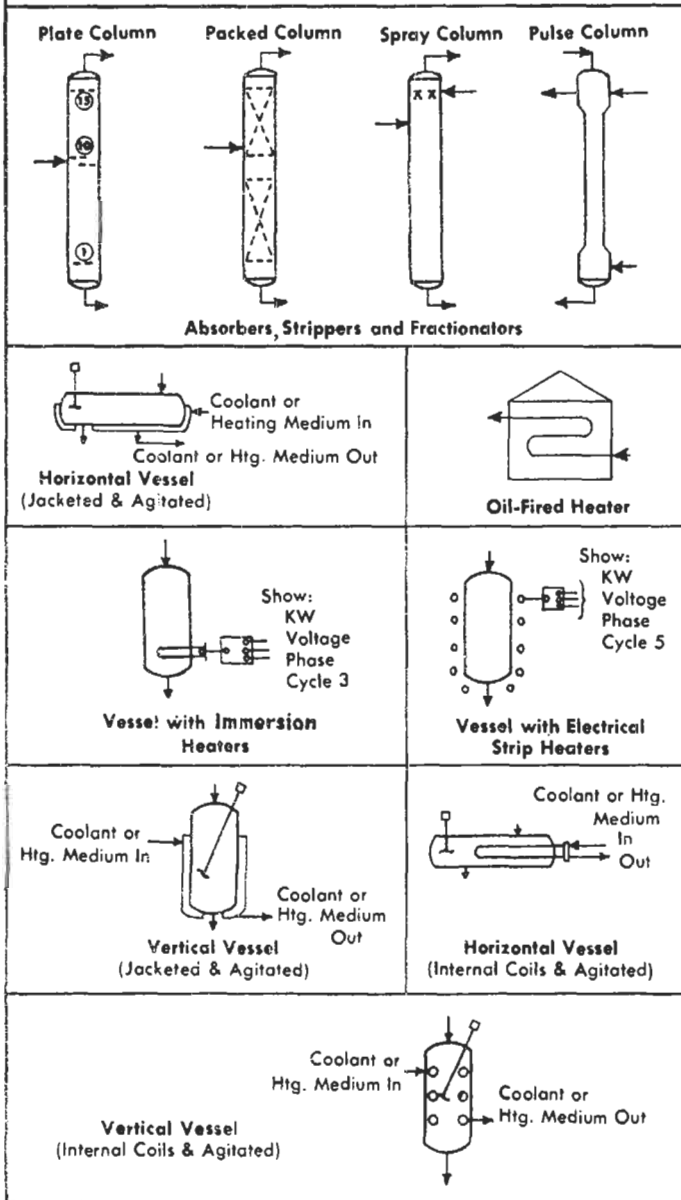 Plate Column
Packed Column
Spray Column
Pulse Column
15
10
1
X X
Absorbers, Strippers and Fractionators
Coolant or
Heating Medium In
Coolant or Htg. Medium Out
Horizontal Vessel
(Jacketed & Agitated)
Oil-Fired Heater
Show:
KW
Voltage
Phase
Cycle 3
Vessel with Immersion
Heaters
Show:
KW
Voltoge
Phase
Cycle 5
Vessel with Electrical
Strip Heaters
Coolant or
Htg. Medium In
Coolant or
Htg. Medium
Out
Vertical Vessel
(Jacketed & Agitated)
Coolant or Htg.
Medium
In
Out
Horizontal Vessel
(Internal Coils & Agitated)
Coolant or
Htg. Medium In
Coolant or
Htg. Medium Out
Vertical Vessel
(Internal Coils & Agitated)